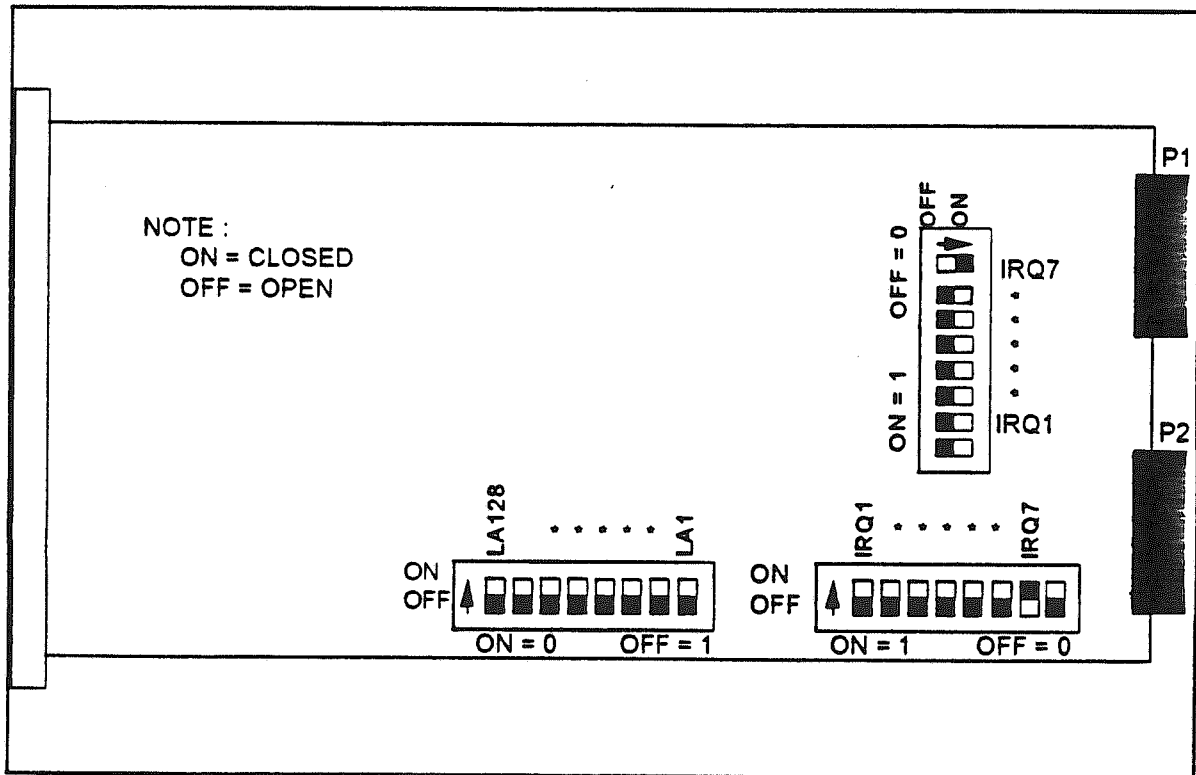 P1
OFF
ON
NOTE :
ON = CLOSED
OFF = OPEN
OFF = 0
IRQ7
*
*
*
*
*
ON = 1
IRQ1
P2
LA128 * * * * * LA1
IRQ1 * * * * * IRQ7
ON
OFF
ON = 0 OFF = 1
ON
OFF
ON = 1 OFF = 0